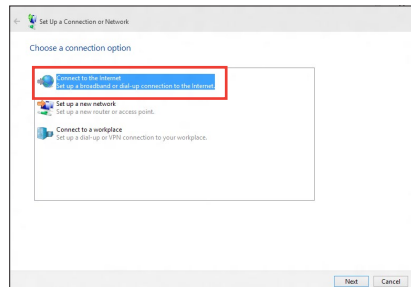 Set Up a Connection or Network
Choose a connection option
Connect to the Internet
Set up a broadband or dial-up connection to the Internet.
Set up a new network
Set up a new router or access point.
Connect to a workplace
Set up a dial-up or VPN connection to your workplace.
Next Cancel